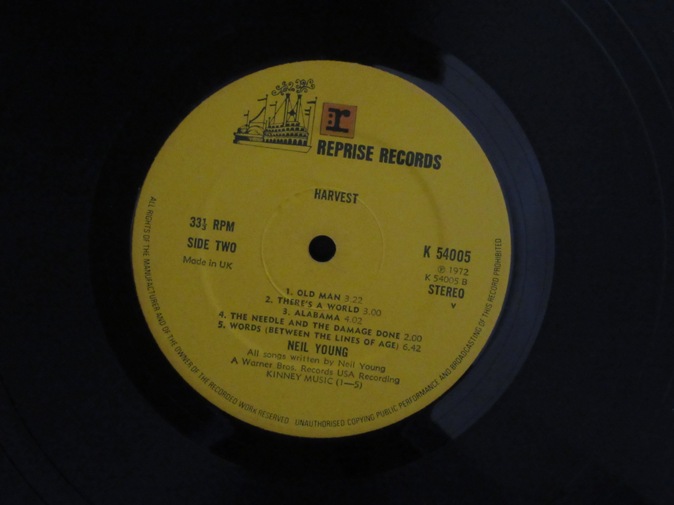 r
REPRISE RECORDS
HARVEST
33⅓ RPM
SIDE TWO
Made in UK
K 54005
℗ 1972
K 54005 B
STEREO
v
1. OLD MAN 3.22
2. THERE'S A WORLD 3.00
3. ALABAMA 4.02
4. THE NEEDLE AND THE DAMAGE DONE 2.00
5. WORDS (BETWEEN THE LINES OF AGE) 6.42
NEIL YOUNG
All songs written by Neil Young
A Warner Bros. Records USA Recording
KINNEY MUSIC (1—5)
ALL RIGHTS OF THE MANUFACTURER AND OF THE OWNER OF THE RECORDED WORK RESERVED. UNAUTHORISED COPYING PUBLIC PERFORMANCE AND BROADCASTING OF THIS RECORD PROHIBITED.